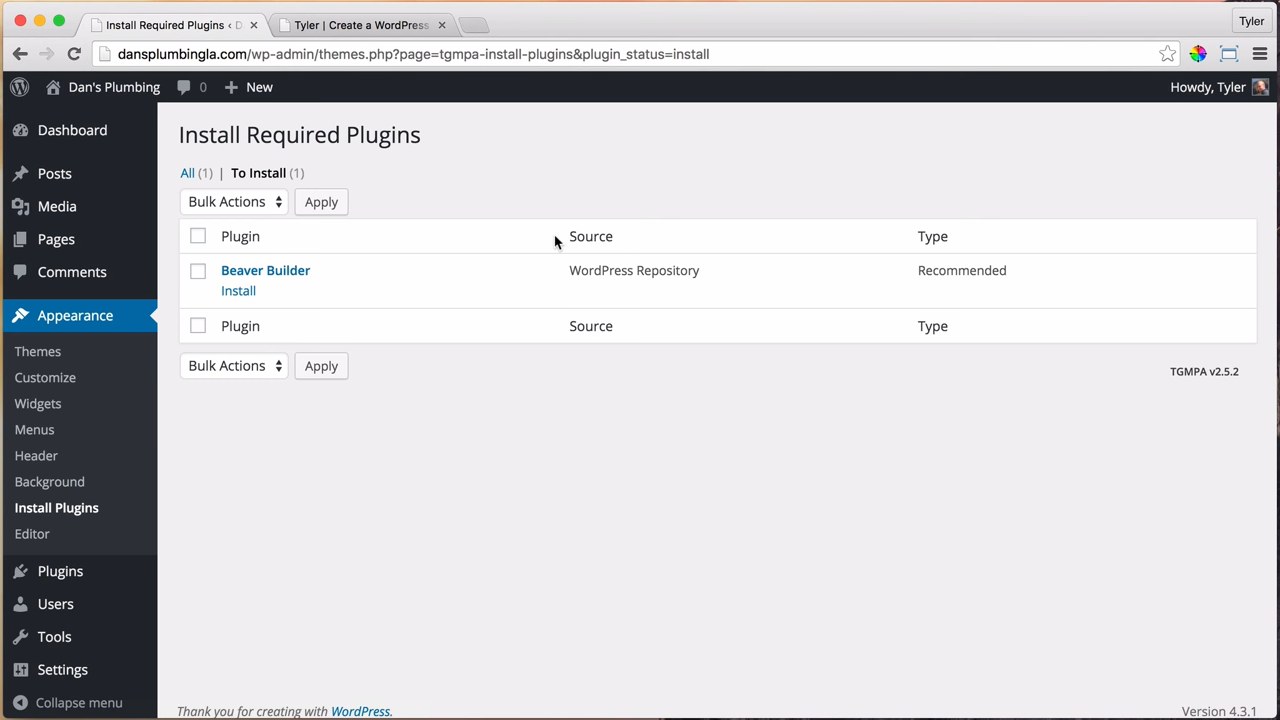 Install Required Plugins ‹ D
Tyler | Create a WordPress
Tyler
dansplumbingla.com/wp-admin/themes.php?page=tgmpa-install-plugins&plugin_status=install
Dan's Plumbing
0
New
Howdy, Tyler
Dashboard
Posts
Media
Pages
Comments
Appearance
Themes
Customize
Widgets
Menus
Header
Background
Install Plugins
Editor
Plugins
Users
Tools
Settings
Collapse menu
Install Required Plugins
All (1) | To Install (1)
Bulk Actions Apply
Plugin Source Type
Beaver Builder WordPress Repository Recommended
Install
Plugin Source Type
Bulk Actions Apply
TGMPA v2.5.2
Thank you for creating with WordPress.
Version 4.3.1